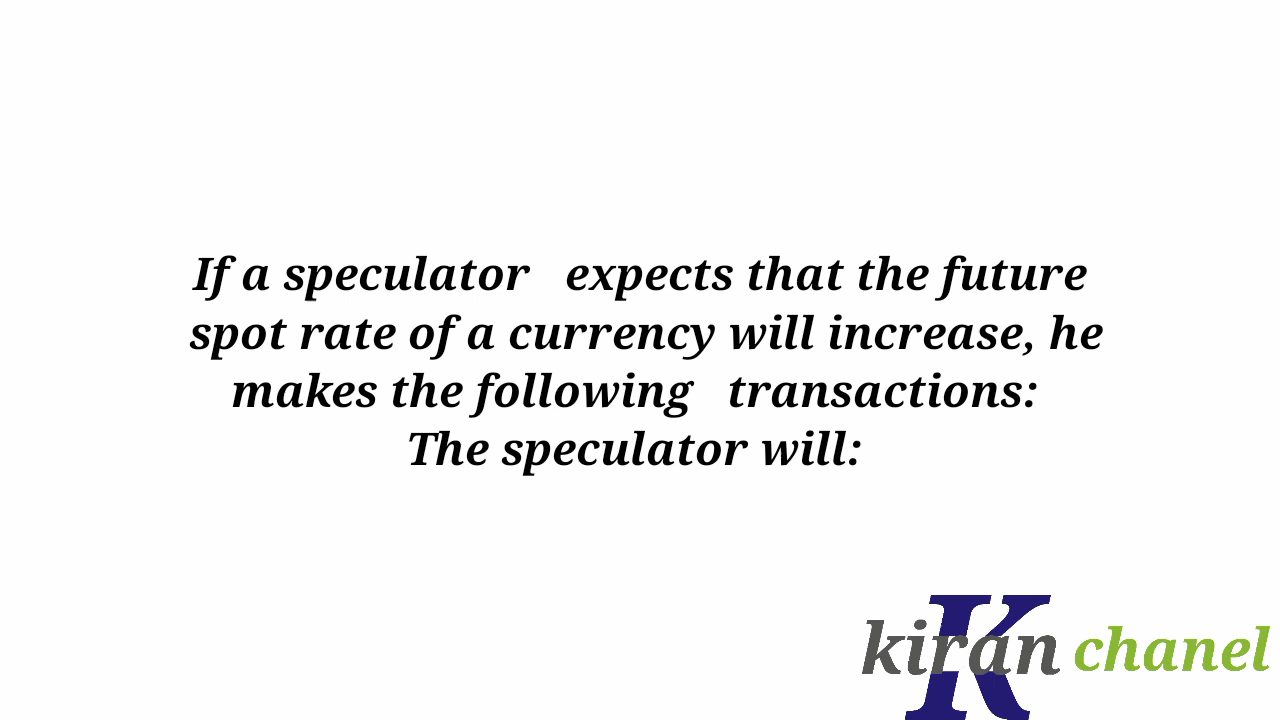 If a speculator expects that the future
spot rate of a currency will increase, he
makes the following transactions:
The speculator will:
K
kiran chanel